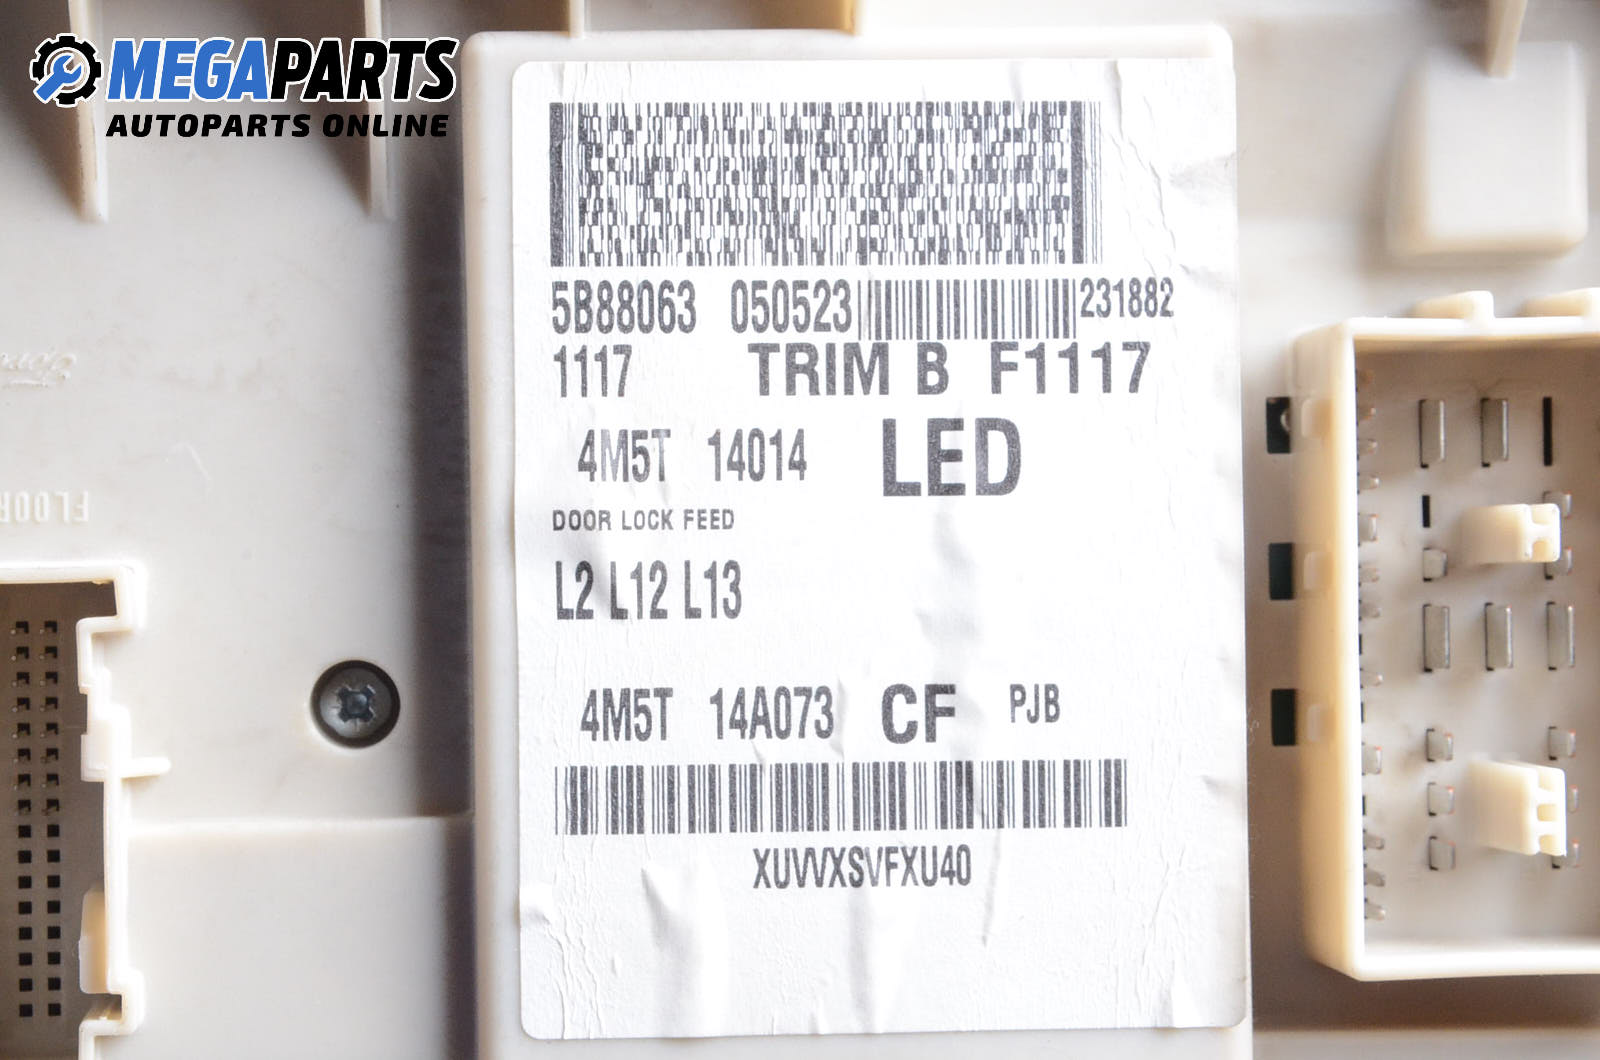 MEGAPARTS
AUTOPARTS ONLINE
5B88063 050523 231882
1117 TRIM B F1117
4M5T 14014 LED
DOOR LOCK FEED
L2 L12 L13
4M5T 14A073 CF PJB
FLOOR